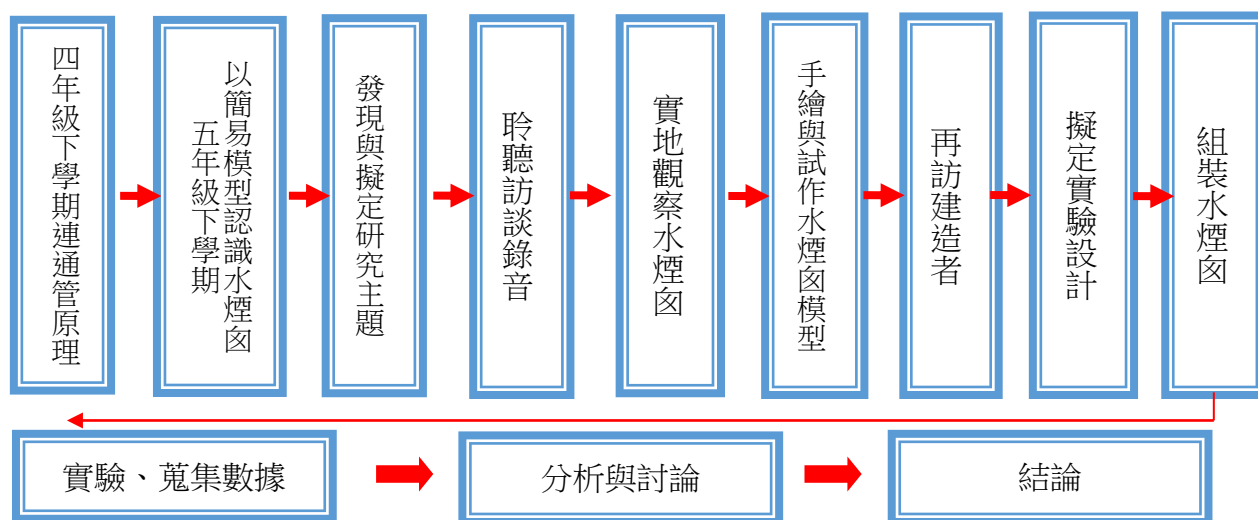 四年級下學期連通管原理
以簡易模型認識水煙囪
五年級下學期
發現與擬定研究主題
聆聽訪談錄音
實地觀察水煙囪
手繪與試作水煙囪模型
再訪建造者
擬定實驗設計
組裝水煙囪
實驗、蒐集數據
分析與討論
結論